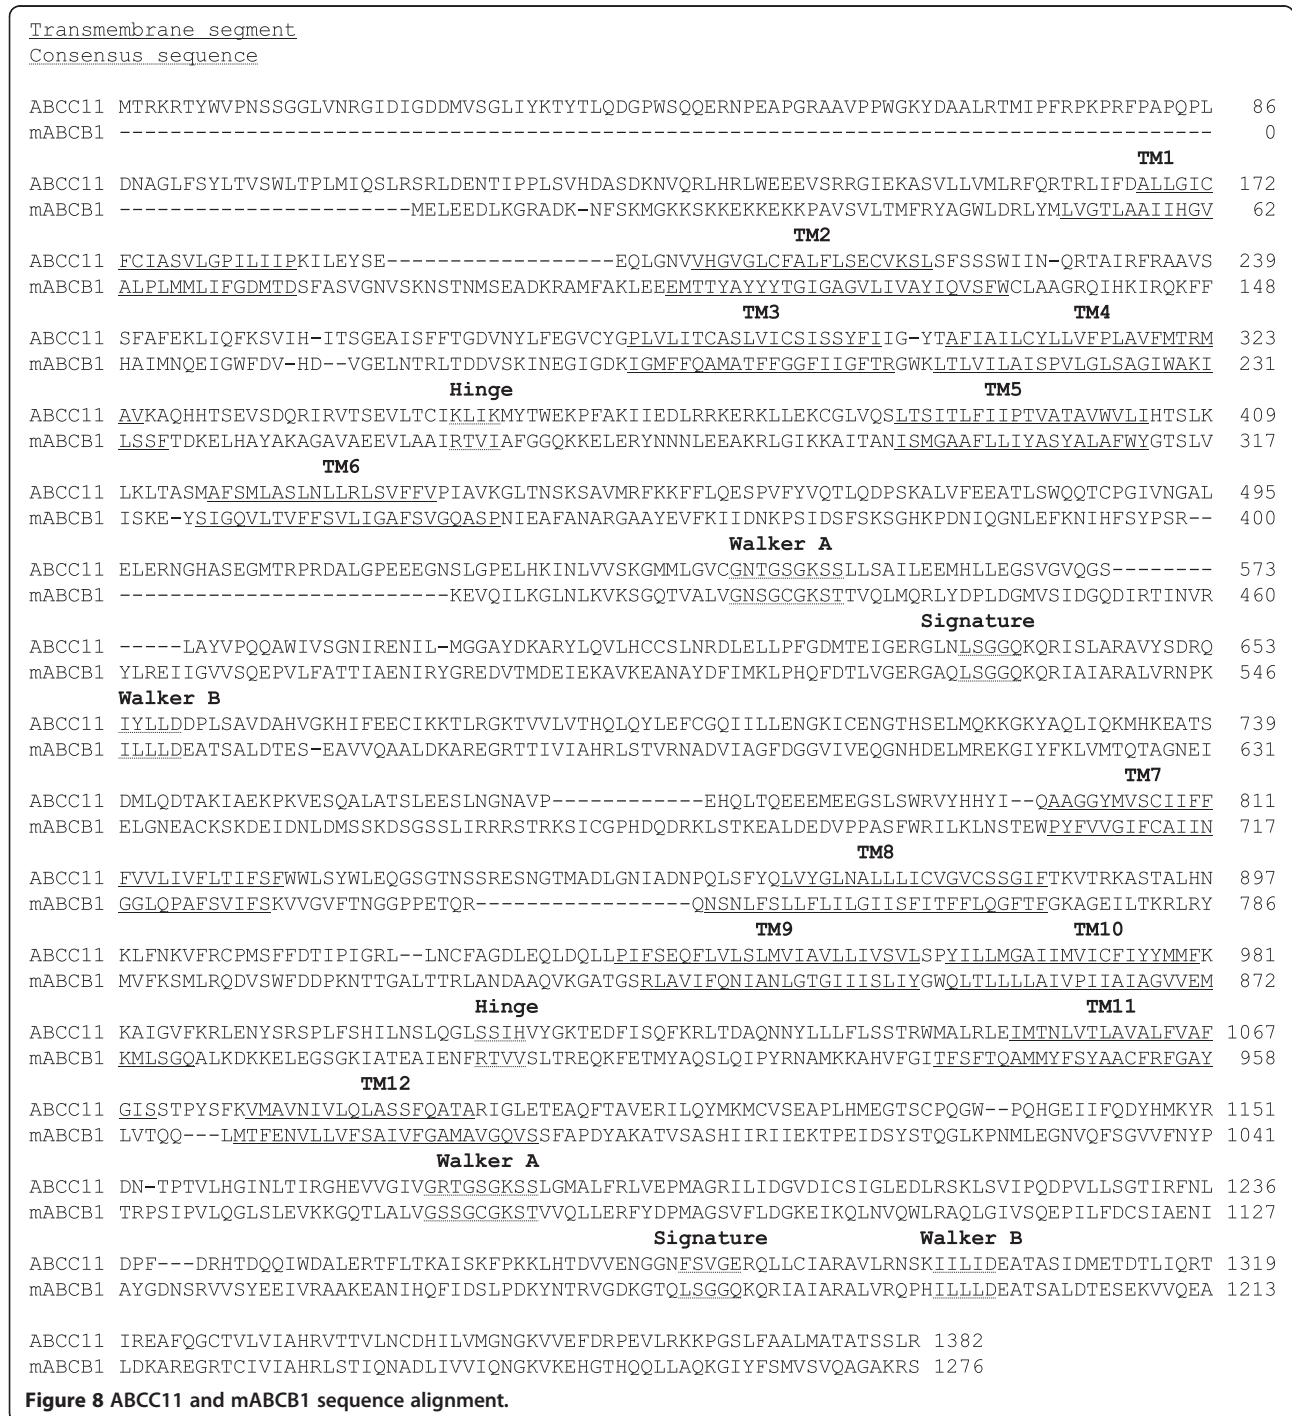 Transmembrane segment
Consensus sequence
ABCC11 MTRKRTYWVPNSSGGLVNRGIDIGDDMVSGLIYKTYTLQDGPWSQQERNPEAPGRAAVPPWGKYDAALRTMIPFRPKPRFPAPQPL 86
mABCB1 -------------------------------------------------------------------------------------- 0
TM1
ABCC11 DNAGLFSYLTVSWLTPLMIQSLRSRLDENTIPPLSVHDASDKNVQRLHRLWEEEVSRRGIEKASVLLVMLRFQRTRLIFDALLGIC 172
mABCB1 -----------------------MELEEDLKGRADK-NFSKMGKKSKKEKKEKKPAVSVLTMFRYAGWLDRLYMLVGTLAAIIHGV 62
TM2
ABCC11 FCIASVLGPILIIPKILEYSE------------------EQLGNVVHGVGLCFALFLSECVKSLSFSSSWIIN-QRTAIRFRAAVS 239
mABCB1 ALPLMMLIFGDMTDSFASVGNVSKNSTNMSEADKRAMFAKLEEEMTTYAYYYTGIGAGVLIVAYIQVSFWCLAAGRQIHKIRQKFF 148
TM3 TM4
ABCC11 SFAFEKLIQFKSVIH-ITSGEAISFFTGDVNYLFEGVCYGPLVLITCASLVICSISSYFIIG-YTAFIAILCYLLVFPLAVFMTRM 323
mABCB1 HAIMNQEIGWFDV-HD--VGELNTRLTDDVSKINEGIGDKIGMFFQAMATFFGGFIIGFTRGWKLTLVILAISPVLGLSAGIWAKI 231
Hinge TM5
ABCC11 AVKAQHHTSEVSDQRIRVTSEVLTCIKLIKMYTWEKPFAKIIEDLRRKERKLLEKCGLVQSLTSITLFIIPTVATAVWVLIHTSLK 409
mABCB1 LSSFTDKELHAYAKAGAVAEEVLAAIRTVIAFGGQKKELERYNNNLEEAKRLGIKKAITANISMGAAFLLIYASYALAFWYGTSLV 317
TM6
ABCC11 LKLTASMAFSMLASLNLLRLSVFFVPIAVKGLTNSKSAVMRFKKFFLQESPVFYVQTLQDPSKALVFEEATLSWQQTCPGIVNGAL 495
mABCB1 ISKE-YSIGQVLTVFFSVLIGAFSVGQASPNIEAFANARGAAYEVFKIIDNKPSIDSFSKSGHKPDNIQGNLEFKNIHFSYPSR-- 400
Walker A
ABCC11 ELERNGHASEGMTRPRDALGPEEEGNSLGPELHKINLVVSKGMMLGVCGNTGSGKSSLLSAILEEMHLLEGSVGVQGS-------- 573
mABCB1 --------------------------KEVQILKGLNLKVKSGQTVALVGNSGCGKSTTVQLMQRLYDPLDGMVSIDGQDIRTINVR 460
Signature
ABCC11 -----LAYVPQQAWIVSGNIRENIL-MGGAYDKARYLQVLHCCSLNRDLELLPFGDMTEIGERGLNLSGGQKQRISLARAVYSDRQ 653
mABCB1 YLREIIGVVSQEPVLFATTIAENIRYGREDVTMDEIEKAVKEANAYDFIMKLPHQFDTLVGERGAQLSGGQKQRIAIARALVRNPK 546
Walker B
ABCC11 IYLLDDPLSAVDAHVGKHIFEECIKKTLRGKTVVLVTHQLQYLEFCGQIILLENGKICENGTHSELMQKKGKYAQLIQKMHKEATS 739
mABCB1 ILLLDEATSALDTES-EAVVQAALDKAREGRTTIVIAHRLSTVRNADVIAGFDGGVIVEQGNHDELMREKGIYFKLVMTQTAGNEI 631
TM7
ABCC11 DMLQDTAKIAEKPKVESQALATSLEESLNGNAVP------------EHQLTQEEEMEEGSLSWRVYHHYI--QAAGGYMVSCIIFF 811
mABCB1 ELGNEACKSKDEIDNLDMSSKDSGSSLIRRRSTRKSICGPHDQDRKLSTKEALDEDVPPASFWRILKLNSTEWPYFVVGIFCAIIN 717
TM8
ABCC11 FVVLIVFLTIFSFWWLSYWLEQGSGTNSSRESNGTMADLGNIADNPQLSFYQLVYGLNALLLICVGVCSSGIFTKVTRKASTALHN 897
mABCB1 GGLQPAFSVIFSKVVGVFTNGGPPETQR-----------------QNSNLFSLLFLILGIISFITFFLQGFTFGKAGEILTKRLRY 786
TM9 TM10
ABCC11 KLFNKVFRCPMSFFDTIPIGRL--LNCFAGDLEQLDQLLPIFSEQFLVLSLMVIAVLLIVSVLSPYILLMGAIIMVICFIYYMMFK 981
mABCB1 MVFKSMLRQDVSWFDDPKNTTGALTTRLANDAAQVKGATGSRLAVIFQNIANLGTGIIISLIYGWQLTLLLLAIVPIIAIAGVVEM 872
Hinge TM11
ABCC11 KAIGVFKRLENYSRSPLFSHILNSLQGLSSIHVYGKTEDFISQFKRLTDAQNNYLLLFLSSTRWMALRLEIMTNLVTLAVALFVAF 1067
mABCB1 KMLSGQALKDKKELEGSGKIATEAIENFRTVVSLTREQKFETMYAQSLQIPYRNAMKKAHVFGITFSFTQAMMYFSYAACFRFGAY 958
TM12
ABCC11 GISSTPYSFKVMAVNIVLQLASSFQATARIGLETEAQFTAVERILQYMKMCVSEAPLHMEGTSCPQGW--PQHGEIIFQDYHMKYR 1151
mABCB1 LVTQQ---LMTFENVLLVFSAIVFGAMAVGQVSSFAPDYAKATVSASHIIRIIEKTPEIDSYSTQGLKPNMLEGNVQFSGVVFNYP 1041
Walker A
ABCC11 DN-TPTVLHGINLTIRGHEVVGIVGRTGSGKSSLGMALFRLVEPMAGRILIDGVDICSIGLEDLRSKLSVIPQDPVLLSGTIRFNL 1236
mABCB1 TRPSIPVLQGLSLEVKKGQTLALVGSSGCGKSTVVQLLERFYDPMAGSVFLDGKEIKQLNVQWLRAQLGIVSQEPILFDCSIAENI 1127
Signature Walker B
ABCC11 DPF---DRHTDQQIWDALERTFLTKAISKFPKKLHTDVVENGGNFSVGERQLLCIARAVLRNSKIILIDEATASIDMETDTLIQRT 1319
mABCB1 AYGDNSRVVSYEEIVRAAKEANIHQFIDSLPDKYNTRVGDKGTQLSGGQKQRIAIARALVRQPHILLLDEATSALDTESEKVVQEA 1213
ABCC11 IREAFQGCTVLVIAHRVTTVLNCDHILVMGNGKVVEFDRPEVLRKKPGSLFAALMATATSSLR 1382
mABCB1 LDKAREGRTCIVIAHRLSTIQNADLIVVIQNGKVKEHGTHQQLLAQKGIYFSMVSVQAGAKRS 1276
Figure 8 ABCC11 and mABCB1 sequence alignment.